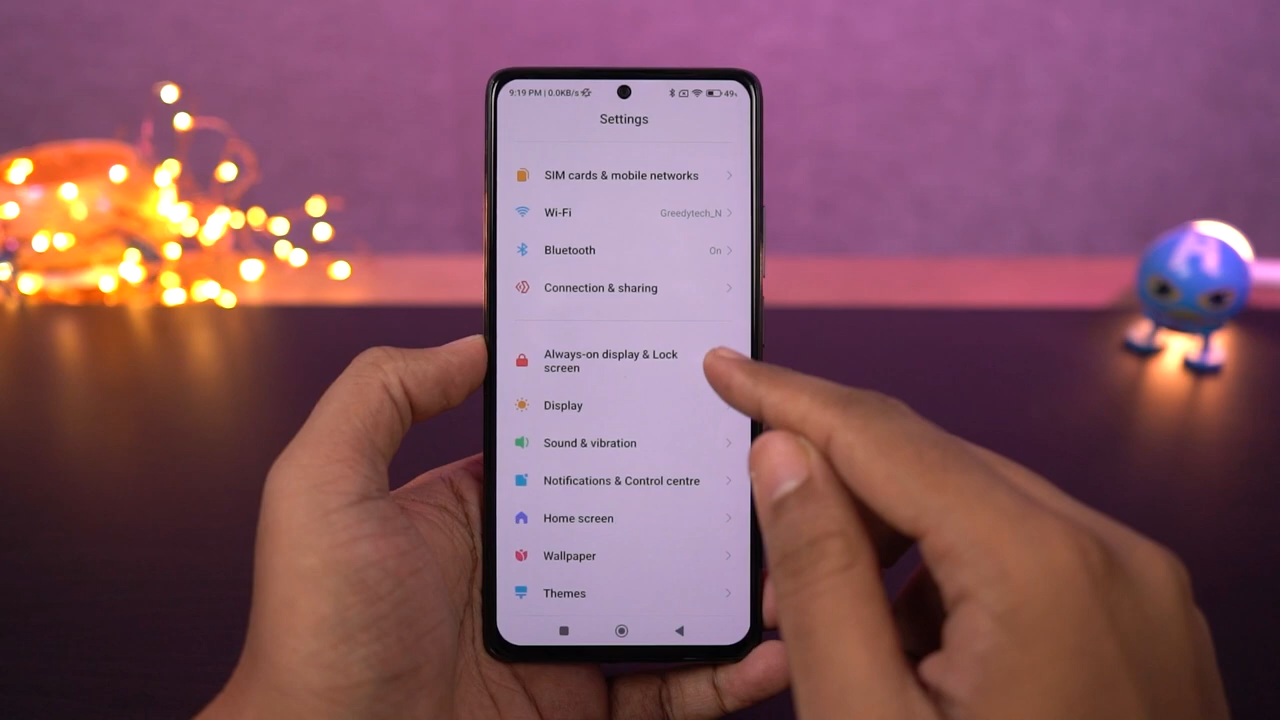 9:19 PM | 0.0KB/s 49%
Settings
SIM cards & mobile networks
Wi-Fi Greedytech_N
Bluetooth On
Connection & sharing
Always-on display & Lock
screen
Display
Sound & vibration
Notifications & Control centre
Home screen
Wallpaper
Themes
A